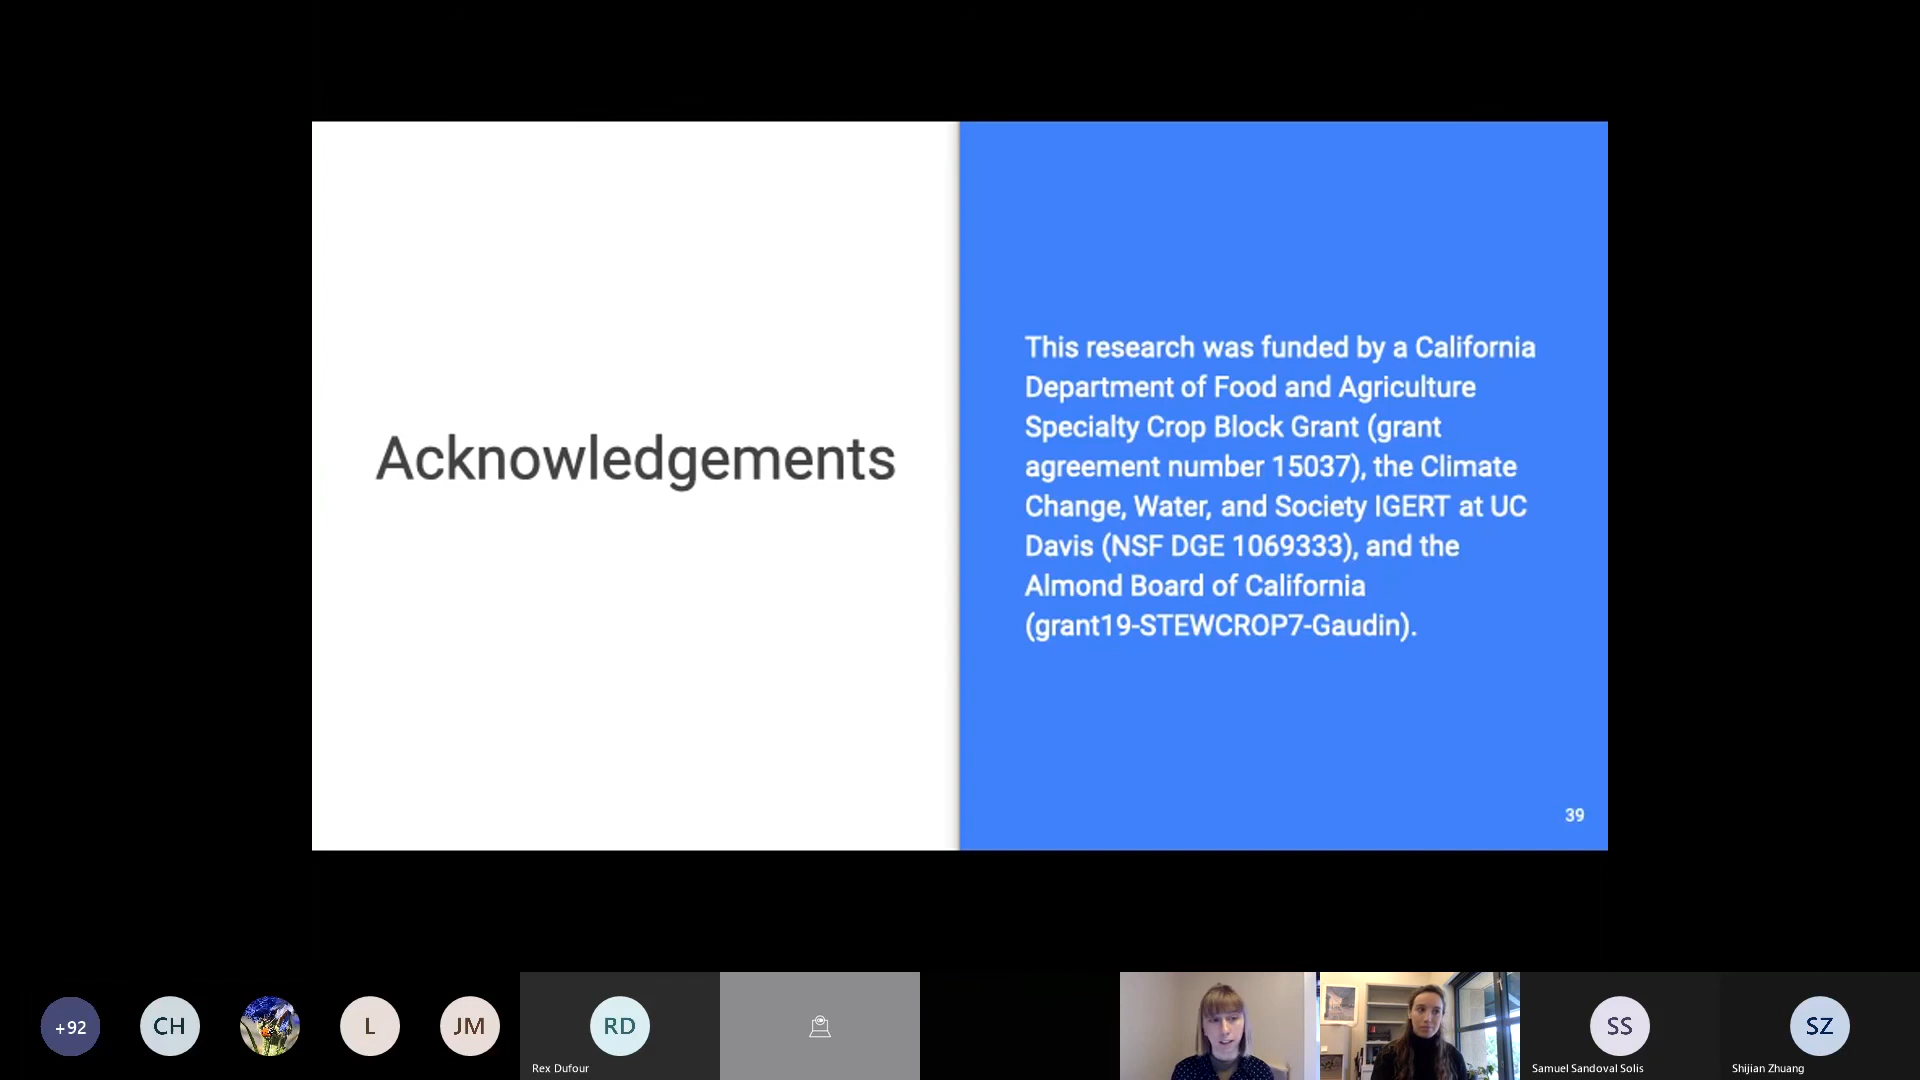 Acknowledgements
This research was funded by a California
Department of Food and Agriculture
Specialty Crop Block Grant (grant
agreement number 15037), the Climate
Change, Water, and Society IGERT at UC
Davis (NSF DGE 1069333), and the
Almond Board of California
(grant19-STEWCROP7-Gaudin).
39
+92
CH
L
JM
RD
Rex Dufour
SS
Samuel Sandoval Solis
SZ
Shijian Zhuang